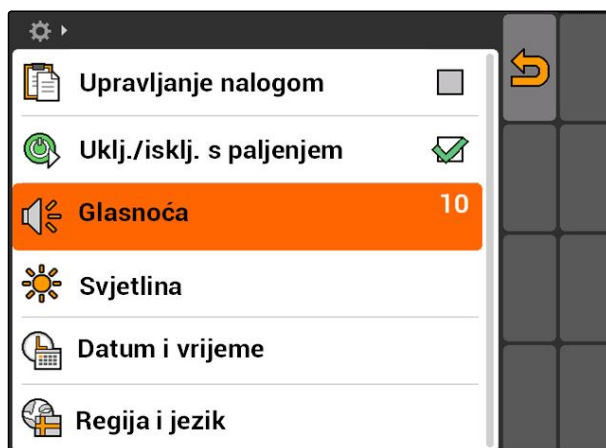 Upravljanje nalogom
Uklj./isklj. s paljenjem
Glasnoća 10
Svjetlina
Datum i vrijeme
Regija i jezik